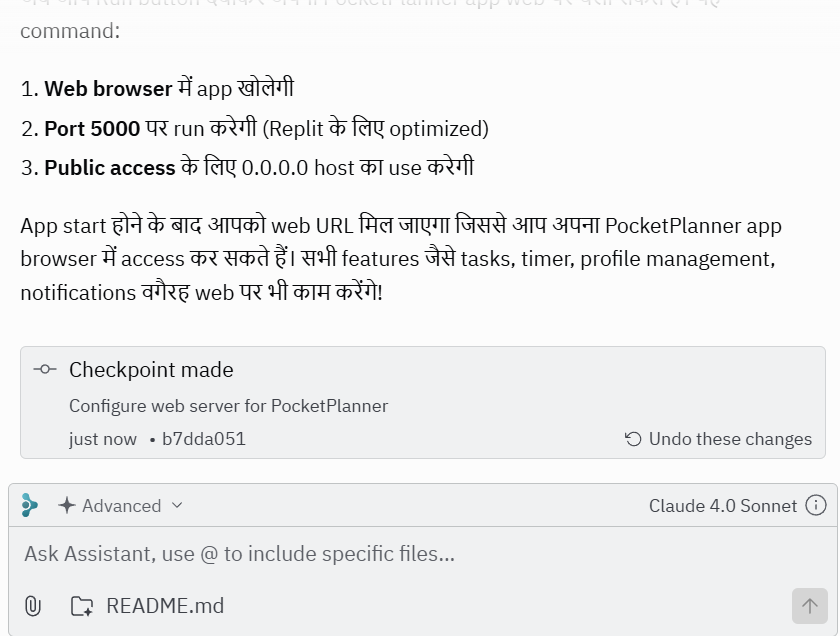 command:
1. Web browser में app खोलेगी
2. Port 5000 पर run करेगी (Replit के लिए optimized)
3. Public access के लिए 0.0.0.0 host का use करेगी
App start होने के बाद आपको web URL मिल जाएगा जिससे आप अपना PocketPlanner app
browser में access कर सकते हैं। सभी features जैसे tasks, timer, profile management,
notifications वगैरह web पर भी काम करेंगे!
Checkpoint made
Configure web server for PocketPlanner
just now • b7dda051 Undo these changes
Advanced Claude 4.0 Sonnet
Ask Assistant, use @ to include specific files...
README.md